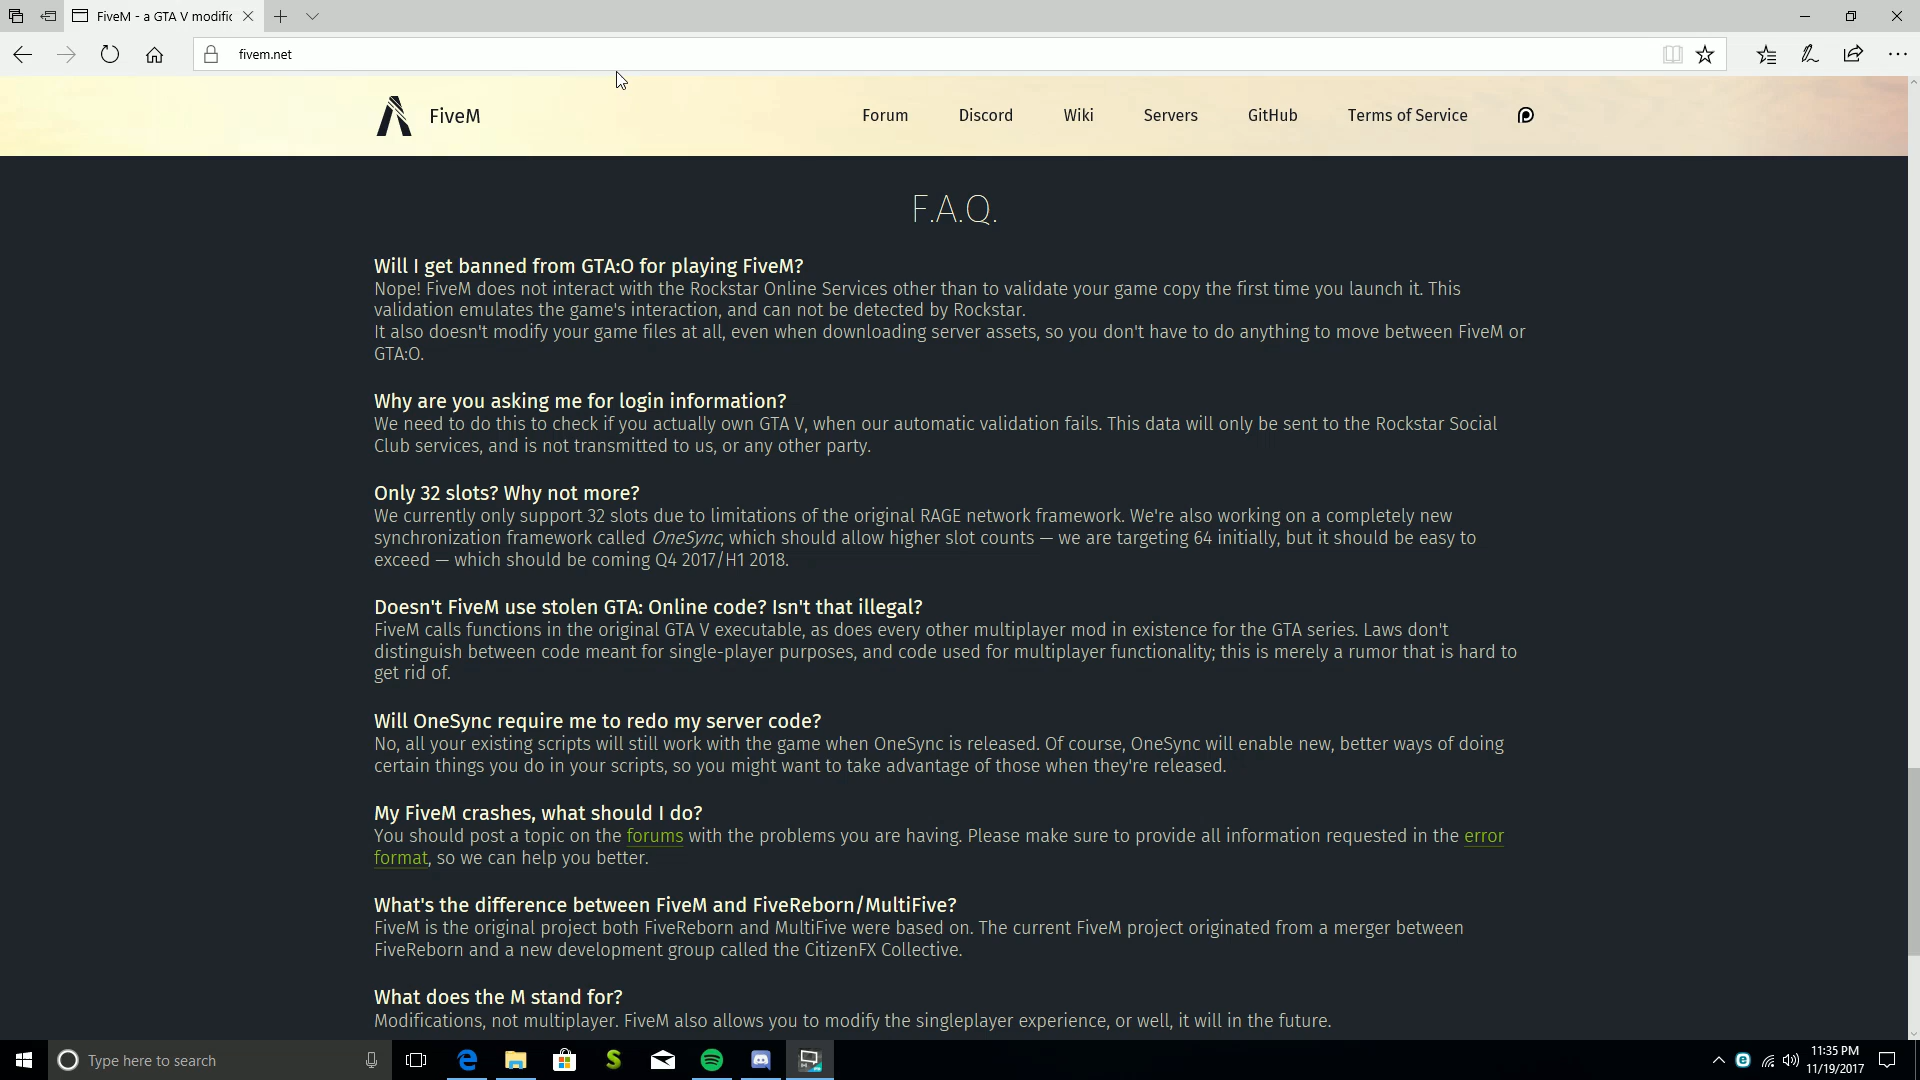 FiveM - a GTA V modific
fivem.net
FiveM
Forum
Discord
Wiki
Servers
GitHub
Terms of Service
F.A.Q.
Will I get banned from GTA:O for playing FiveM?
Nope! FiveM does not interact with the Rockstar Online Services other than to validate your game copy the first time you launch it. This
validation emulates the game's interaction, and can not be detected by Rockstar.
It also doesn't modify your game files at all, even when downloading server assets, so you don't have to do anything to move between FiveM or
GTA:O.
Why are you asking me for login information?
We need to do this to check if you actually own GTA V, when our automatic validation fails. This data will only be sent to the Rockstar Social
Club services, and is not transmitted to us, or any other party.
Only 32 slots? Why not more?
We currently only support 32 slots due to limitations of the original RAGE network framework. We're also working on a completely new
synchronization framework called OneSync, which should allow higher slot counts — we are targeting 64 initially, but it should be easy to
exceed — which should be coming Q4 2017/H1 2018.
Doesn't FiveM use stolen GTA: Online code? Isn't that illegal?
FiveM calls functions in the original GTA V executable, as does every other multiplayer mod in existence for the GTA series. Laws don't
distinguish between code meant for single-player purposes, and code used for multiplayer functionality; this is merely a rumor that is hard to
get rid of.
Will OneSync require me to redo my server code?
No, all your existing scripts will still work with the game when OneSync is released. Of course, OneSync will enable new, better ways of doing
certain things you do in your scripts, so you might want to take advantage of those when they're released.
My FiveM crashes, what should I do?
You should post a topic on the forums with the problems you are having. Please make sure to provide all information requested in the error
format, so we can help you better.
What's the difference between FiveM and FiveReborn/MultiFive?
FiveM is the original project both FiveReborn and MultiFive were based on. The current FiveM project originated from a merger between
FiveReborn and a new development group called the CitizenFX Collective.
What does the M stand for?
Modifications, not multiplayer. FiveM also allows you to modify the singleplayer experience, or well, it will in the future.
Type here to search
11:35 PM
11/19/2017